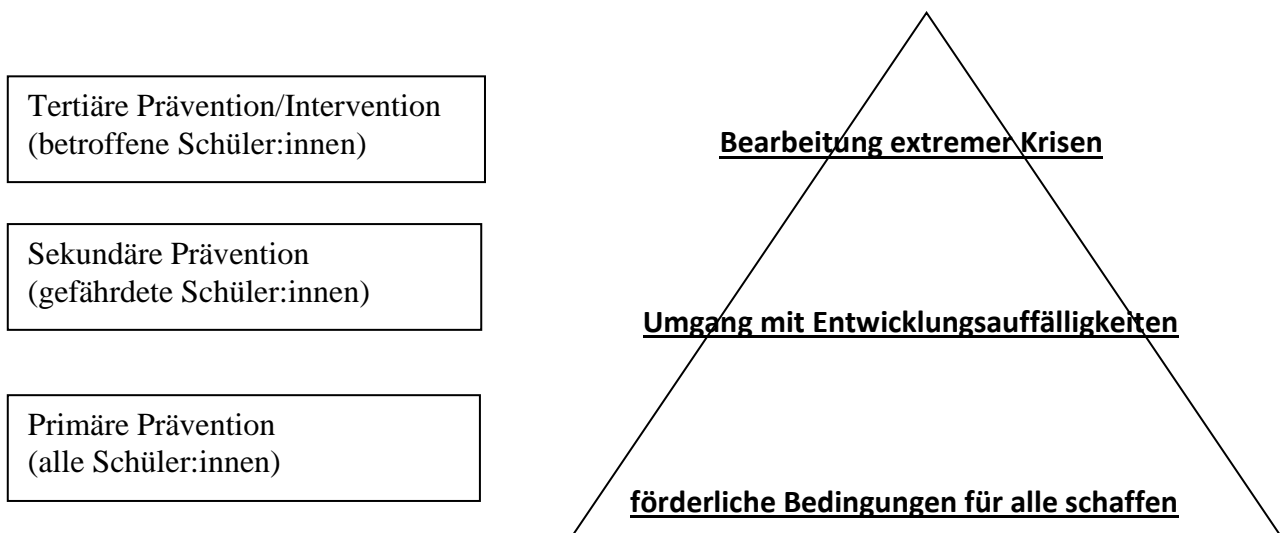 Tertiäre Prävention/Intervention
(betroffene Schüler:innen)
Bearbeitung extremer Krisen
Sekundäre Prävention
(gefährdete Schüler:innen)
Umgang mit Entwicklungsauffälligkeiten
Primäre Prävention
(alle Schüler:innen)
förderliche Bedingungen für alle schaffen